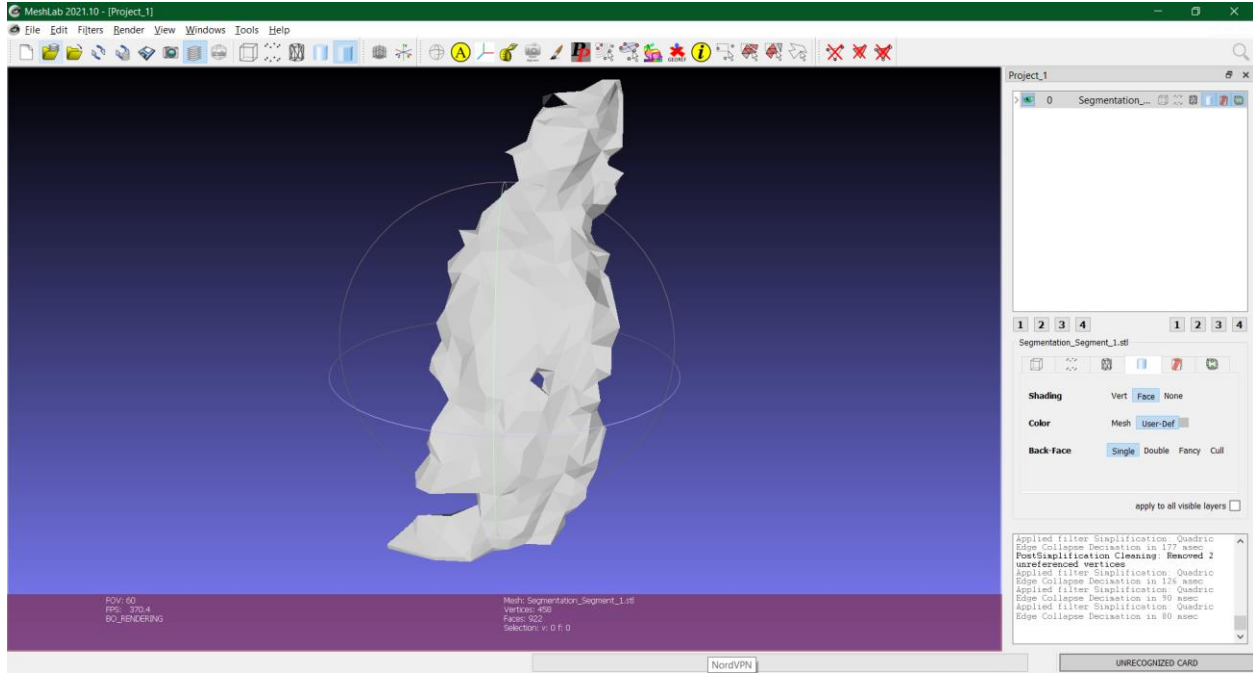 MeshLab 2021.10 - [Project_1]
File Edit Filters Render View Windows Tools Help
A
Pp
GEOREF
i
Project_1
0 Segmentation_...
1 2 3 4 1 2 3 4
Segmentation_Segment_1.stl
Shading Vert Face None
Color Mesh User-Def
Back-Face Single Double Fancy Cull
apply to all visible layers
Applied filter Simplification: Quadric
Edge Collapse Decimation in 177 msec
PostSimplification Cleaning: Removed 2
unreferenced vertices
Applied filter Simplification: Quadric
Edge Collapse Decimation in 126 msec
Applied filter Simplification: Quadric
Edge Collapse Decimation in 90 msec
Applied filter Simplification: Quadric
Edge Collapse Decimation in 80 msec
FOV: 60
FPS: 370.4
BO_RENDERING
Mesh: Segmentation_Segment_1.stl
Vertices: 458
Faces: 922
Selection: v: 0 f: 0
NordVPN
UNRECOGNIZED CARD